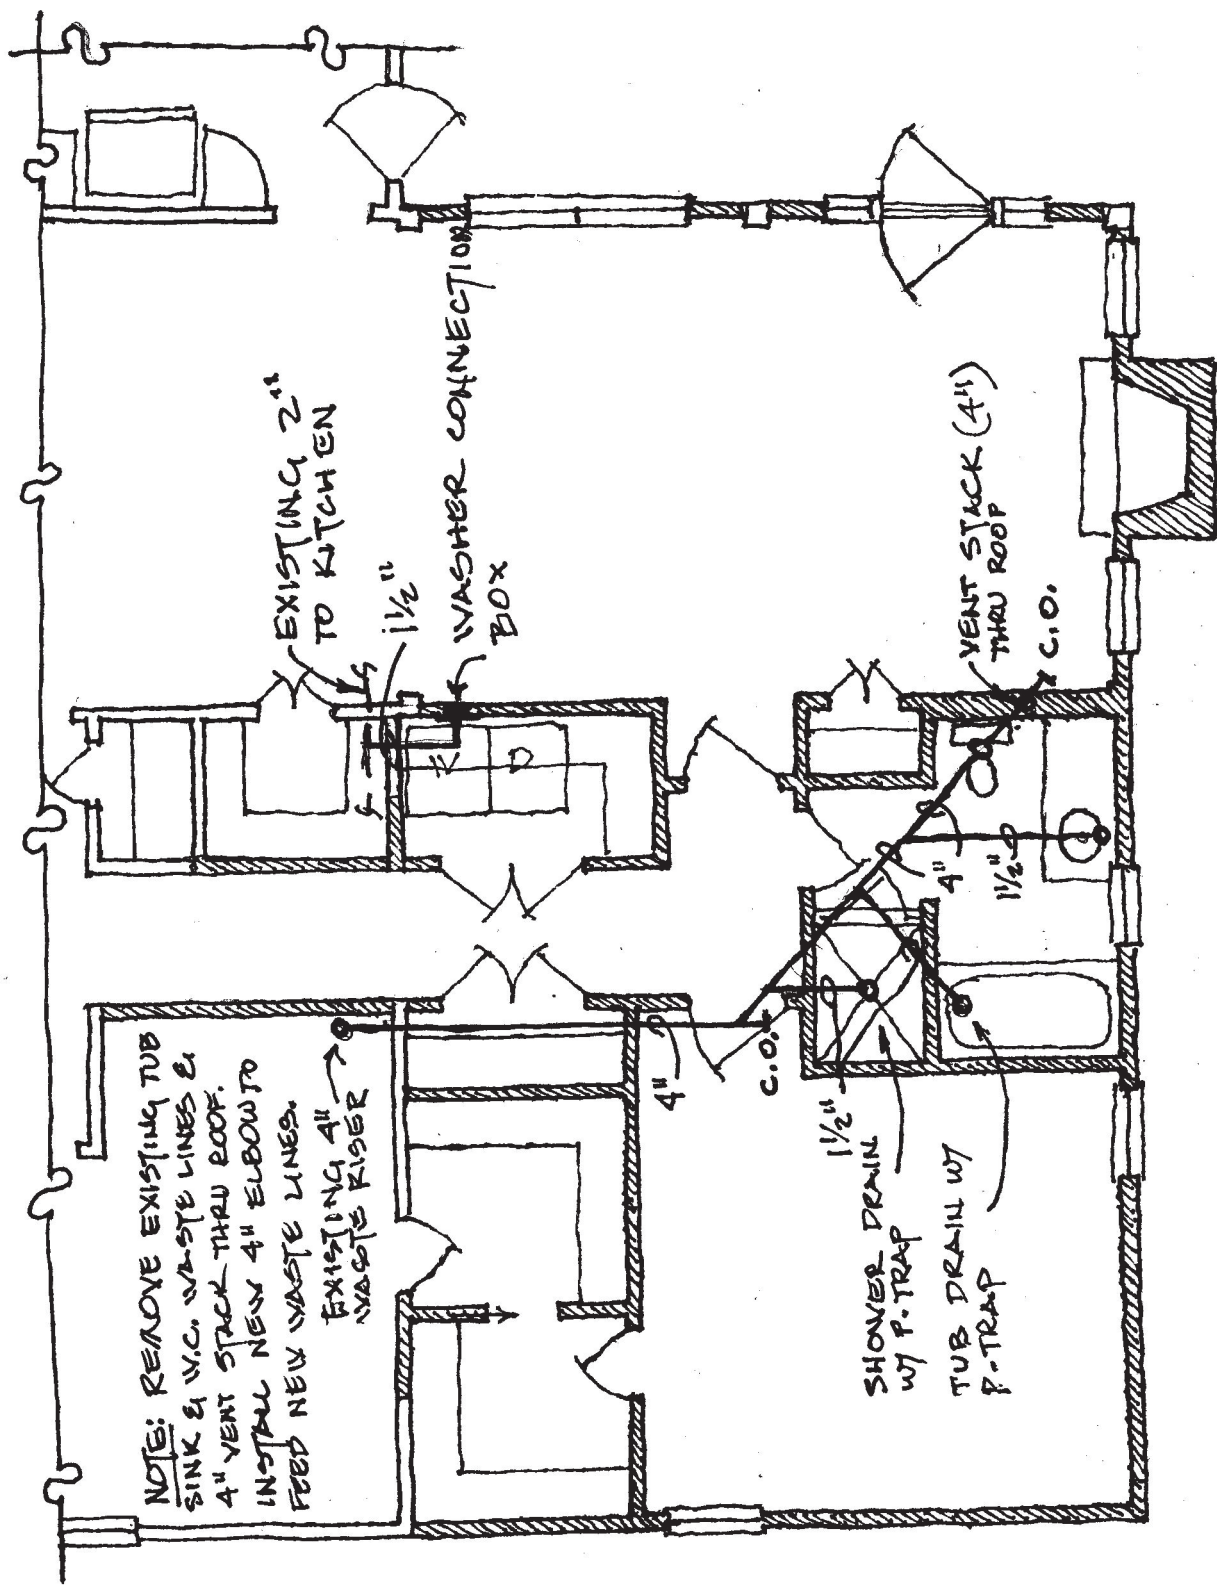 NOTE: REMOVE EXISTING TUB
SINK & W.C. WASTE LINES &
4" VENT STACK THRU ROOF.
INSTALL NEW 4" ELBOW TO
FEED NEW WASTE LINES.
EXISTING 4"
WASTE RISER
EXISTING 2"
TO KITCHEN
1½"
WASHER CONNECTION
BOX
W
D
4"
C.O.
1½"
SHOWER DRAIN
W/ P-TRAP
TUB DRAIN W/
P-TRAP
4"
1½"
VENT STACK (4")
THRU ROOF
C.O.